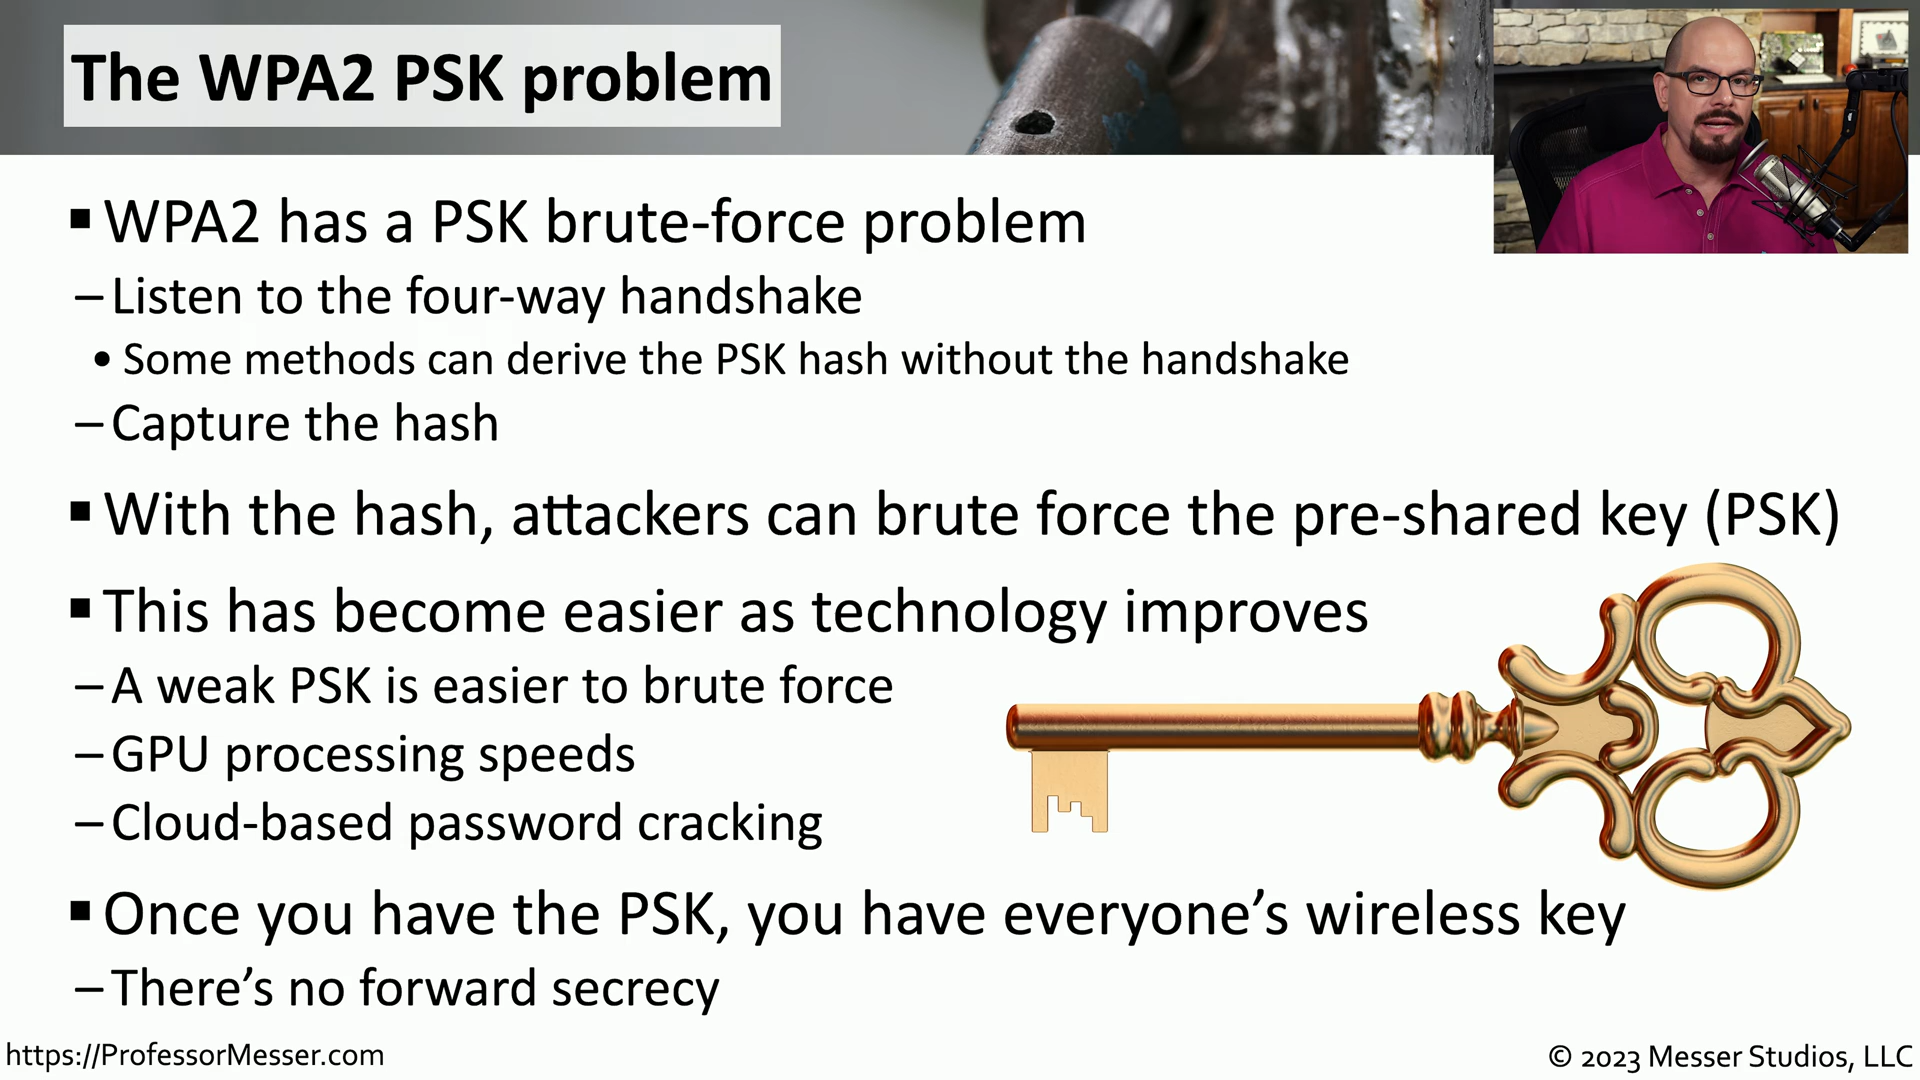 The WPA2 PSK problem
▪ WPA2 has a PSK brute-force problem
– Listen to the four-way handshake
• Some methods can derive the PSK hash without the handshake
– Capture the hash
▪ With the hash, attackers can brute force the pre-shared key (PSK)
▪ This has become easier as technology improves
– A weak PSK is easier to brute force
– GPU processing speeds
– Cloud-based password cracking
▪ Once you have the PSK, you have everyone’s wireless key
– There’s no forward secrecy
https://ProfessorMesser.com
© 2023 Messer Studios, LLC